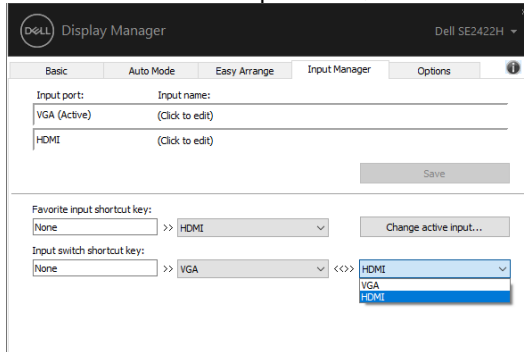 DELL Display Manager Dell SE2422H
Basic Auto Mode Easy Arrange Input Manager Options
Input port: Input name:
VGA (Active) (Click to edit)
HDMI (Click to edit)
Save
Favorite input shortcut key:
None >> HDMI Change active input...
Input switch shortcut key:
None >> VGA <<>> HDMI
VGA
HDMI